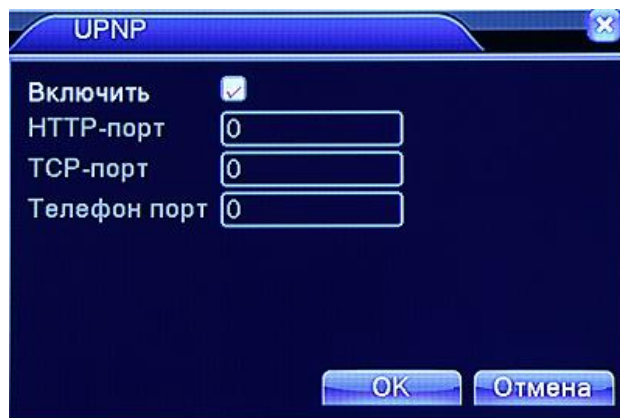 UPNP
Включить
HTTP-порт 0
TCP-порт 0
Телефон порт 0
OK Отмена